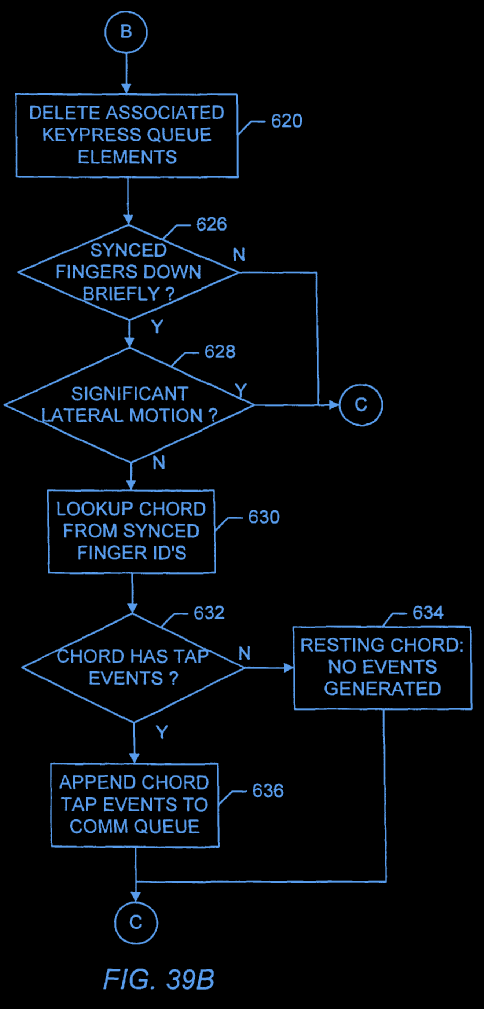 B
DELETE ASSOCIATED
KEYPRESS QUEUE
ELEMENTS
620
626
SYNCED
FINGERS DOWN
BRIEFLY ?
N
Y
628
SIGNIFICANT
LATERAL MOTION ?
Y
C
N
LOOKUP CHORD
FROM SYNCED
FINGER ID'S
630
632
CHORD HAS TAP
EVENTS ?
N
634
RESTING CHORD:
NO EVENTS
GENERATED
Y
APPEND CHORD
TAP EVENTS TO
COMM QUEUE
636
C
FIG. 39B